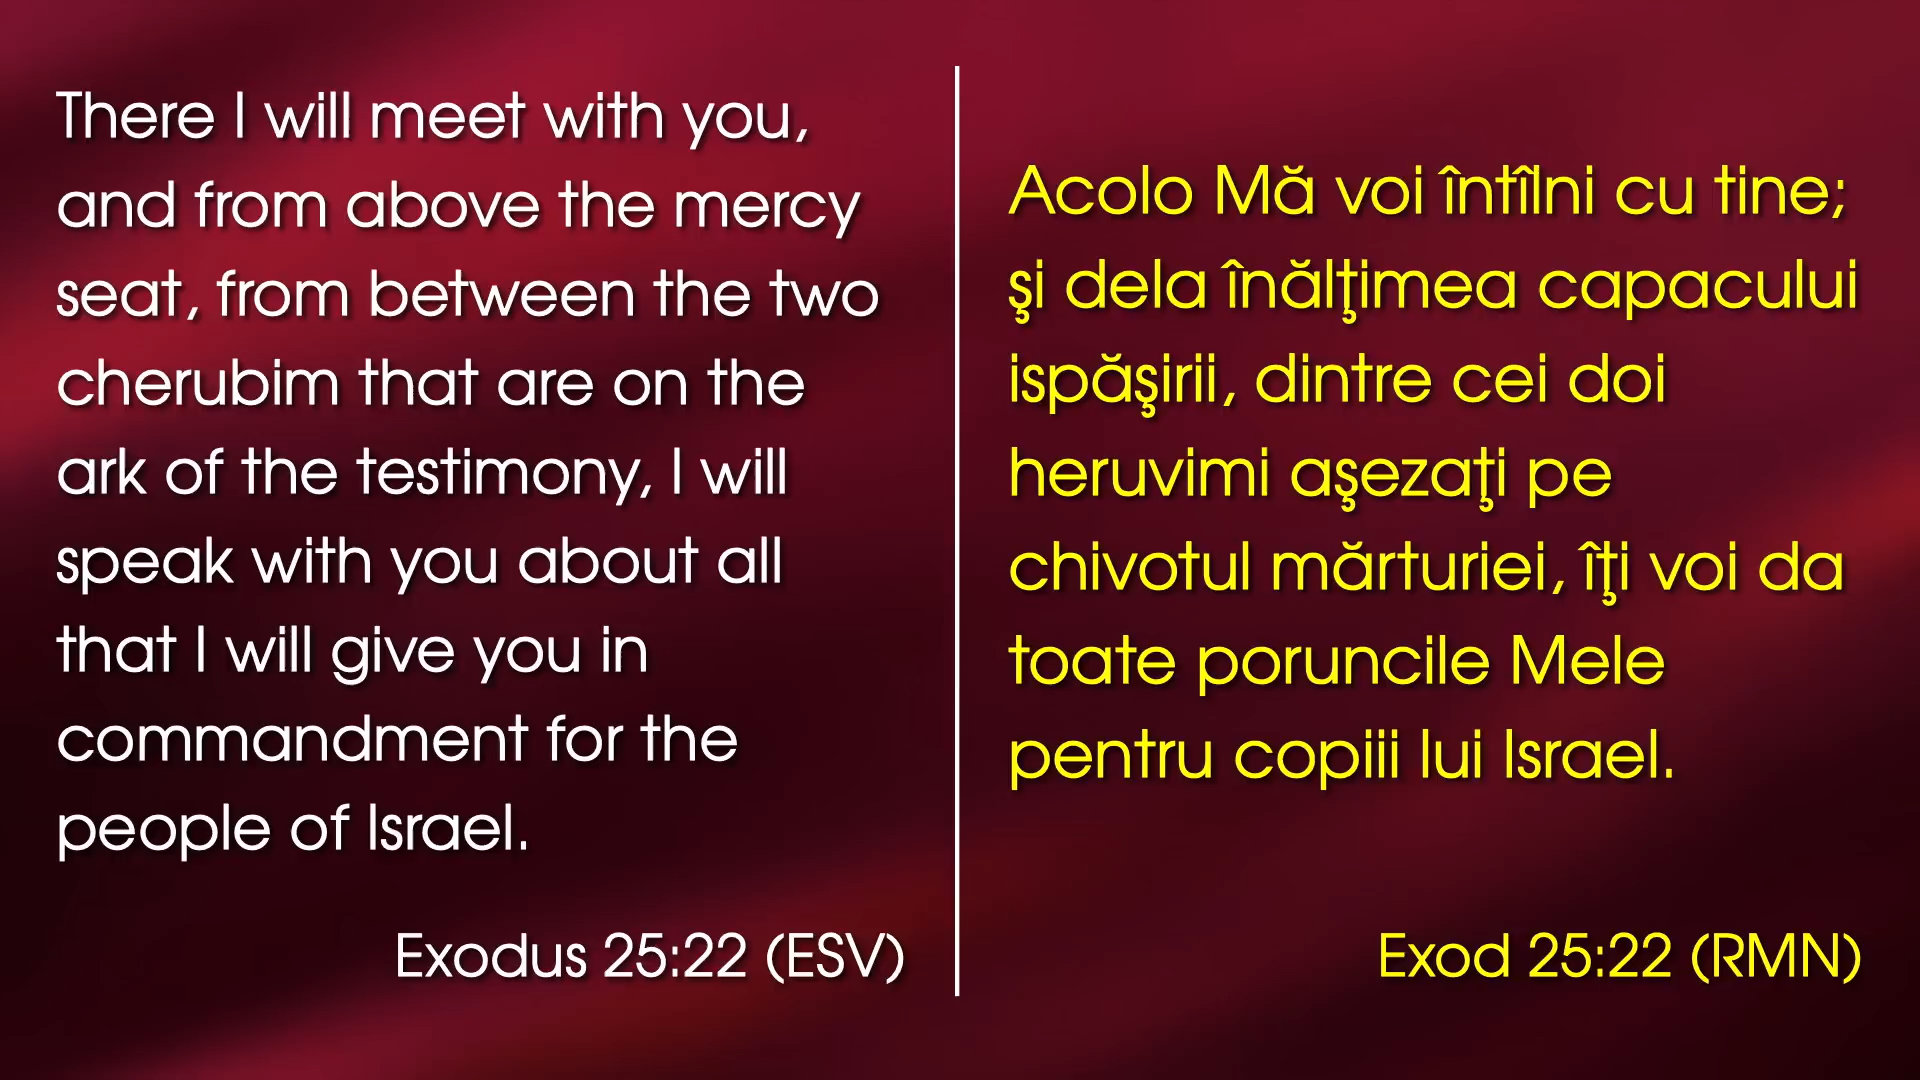 There I will meet with you,
and from above the mercy
seat, from between the two
cherubim that are on the
ark of the testimony, I will
speak with you about all
that I will give you in
commandment for the
people of Israel.
Exodus 25:22 (ESV)
Acolo Mă voi întîlni cu tine;
şi dela înălţimea capacului
ispăşirii, dintre cei doi
heruvimi aşezaţi pe
chivotul mărturiei, îţi voi da
toate poruncile Mele
pentru copiii lui Israel.
Exod 25:22 (RMN)